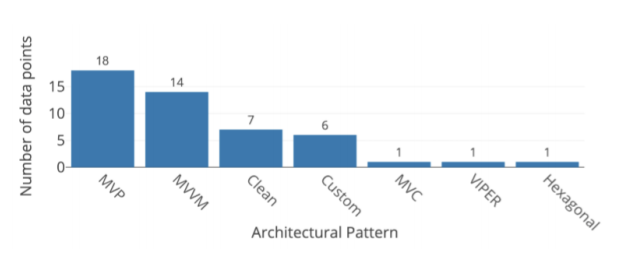 Number of data points
18
14
7
6
1
1
1
15
10
5
0
MVP
MVVM
Clean
Custom
MVC
VIPER
Hexagonal
Architectural Pattern